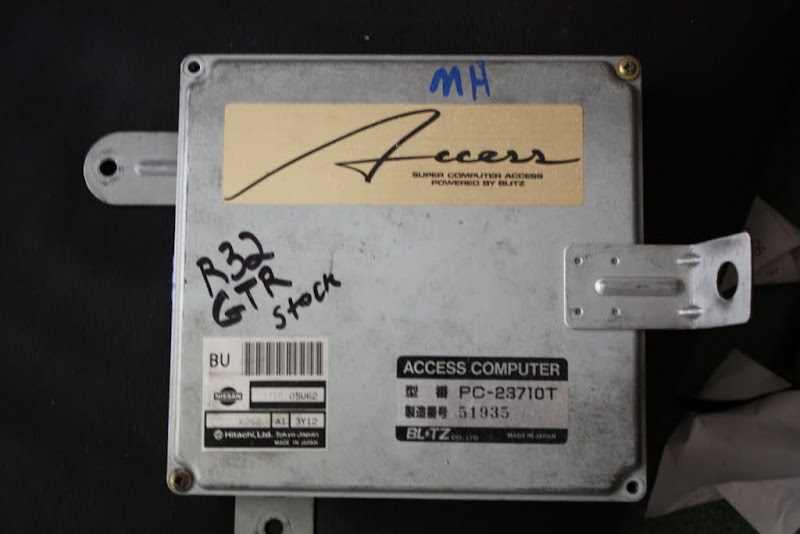 MH
Access
SUPER COMPUTER ACCESS
POWERED BY BLITZ
R32
GTR
Stock
BU
NISSAN
05U62
A1 3Y12
Hitachi, Ltd. Tokyo Japan
MADE IN JAPAN
ACCESS COMPUTER
型 番 PC-23710T
製造番号 51935
BLITZ CO., LTD MADE IN JAPAN